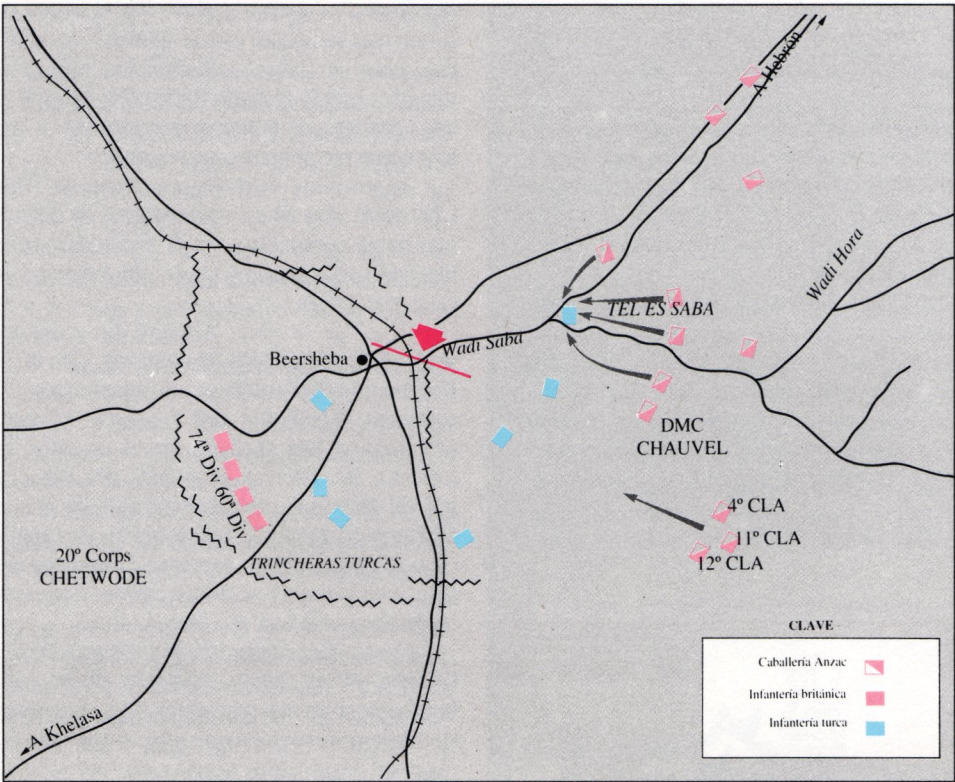 A Hebrón
Wadi Hora
TEL ES SABA
Wadi Saba
Beersheba
DMC
CHAUVEL
74ª Div 60ª Div
4º CLA
11º CLA
12º CLA
20º Corps
CHETWODE
TRINCHERAS TURCAS
A Khelasa
CLAVE
Caballería Anzac
Infantería británica
Infantería turca